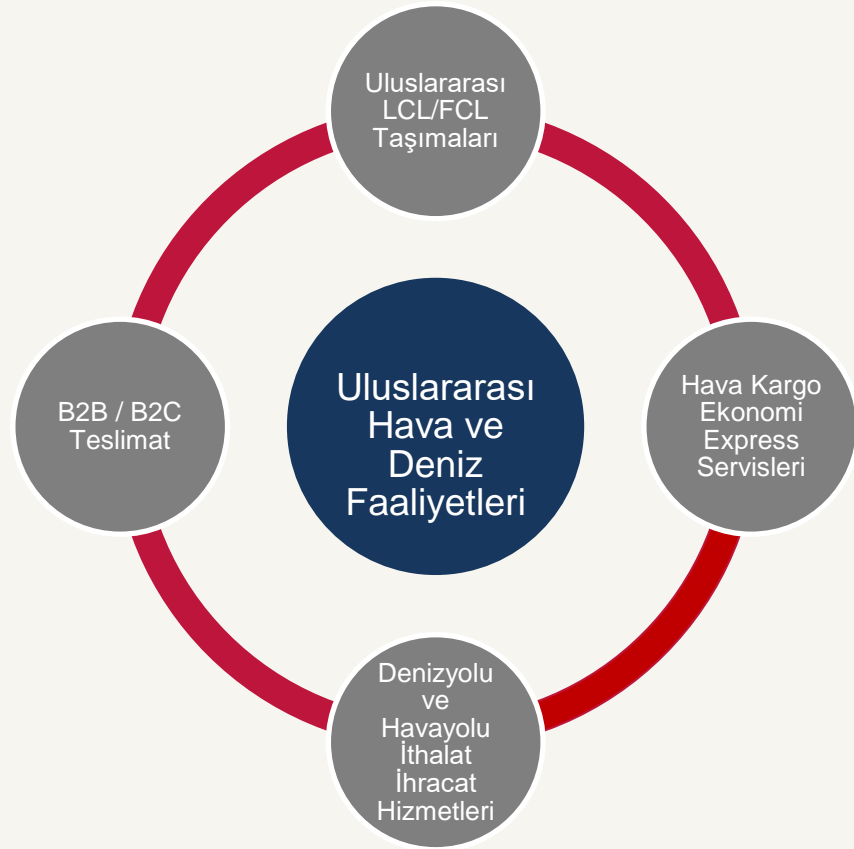 Uluslararası
LCL/FCL
Taşımaları
B2B / B2C
Teslimat
Uluslararası
Hava ve
Deniz
Faaliyetleri
Hava Kargo
Ekonomi
Express
Servisleri
Denizyolu
ve
Havayolu
İthalat
İhracat
Hizmetleri